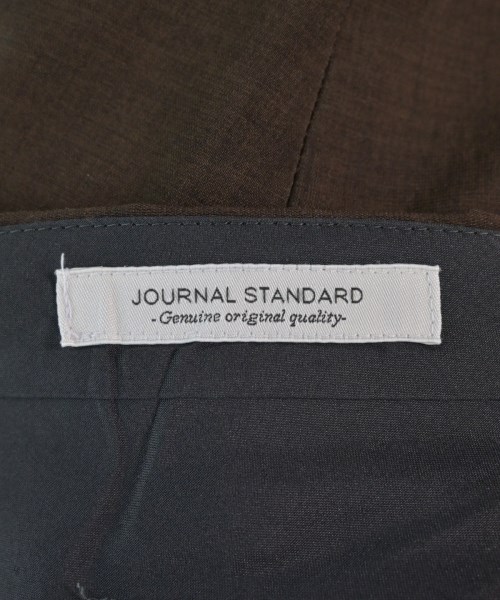 JOURNAL STANDARD
-Genuine original quality-